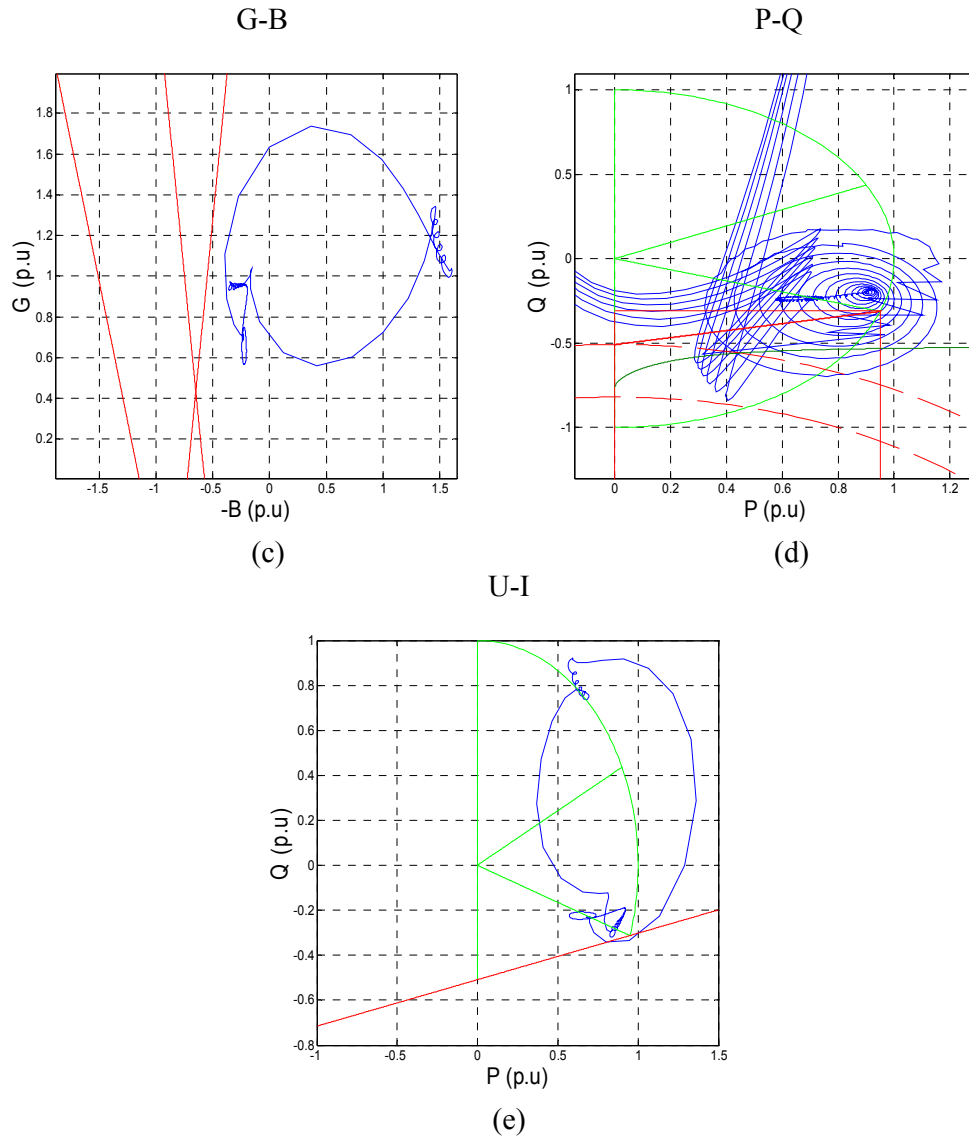 G-B
P-Q
1.8
1.6
1.4
1.2
1
0.8
0.6
0.4
0.2
G (p.u)
-1.5 -1 -0.5 0 0.5 1 1.5
-B (p.u)
(c)
1
0.5
0
-0.5
-1
Q (p.u)
0 0.2 0.4 0.6 0.8 1 1.2
P (p.u)
(d)
U-I
1
0.8
0.6
0.4
0.2
0
-0.2
-0.4
-0.6
-0.8
Q (p.u)
-1 -0.5 0 0.5 1 1.5
P (p.u)
(e)